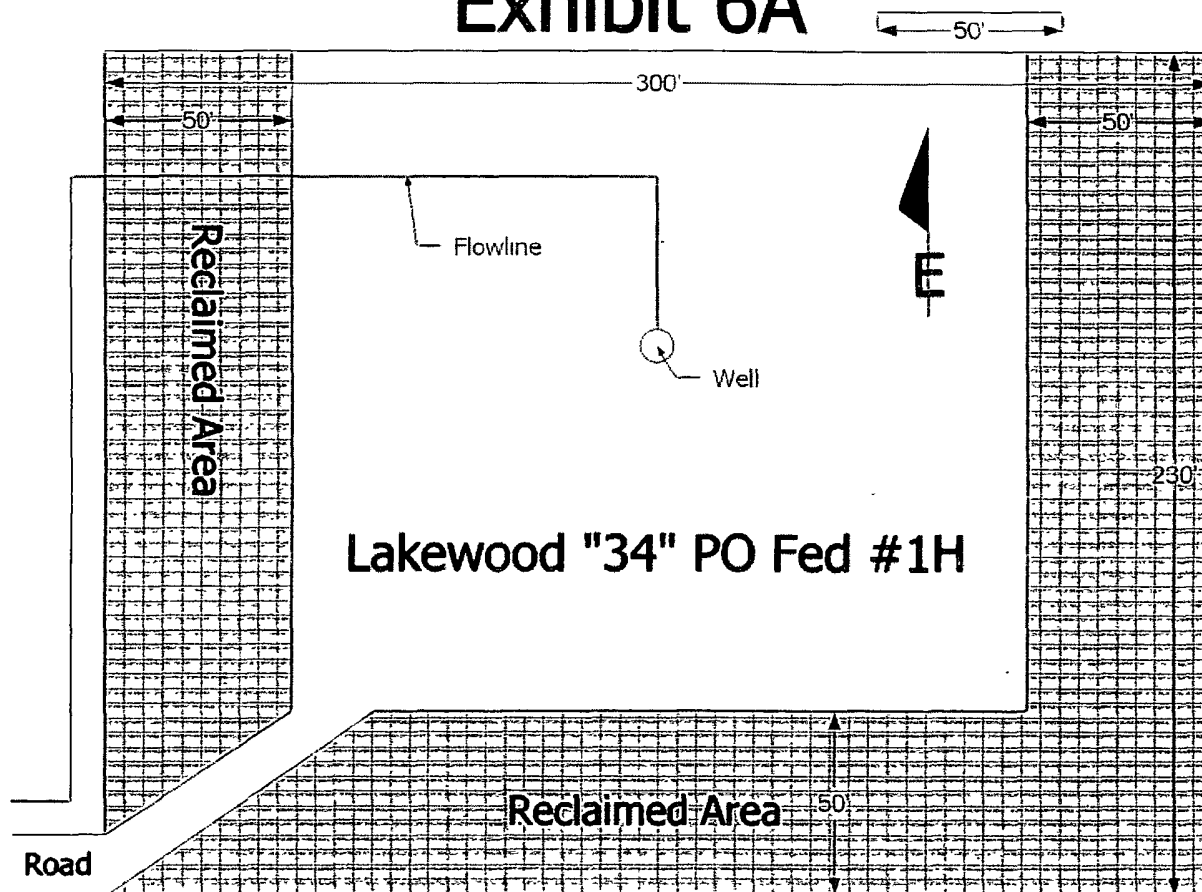 Exhibit 6A
50'
300'
50'
50'
Flowline
E
Reclaimed Area
Well
230'
Lakewood "34" PO Fed #1H
Reclaimed Area
50'
Road